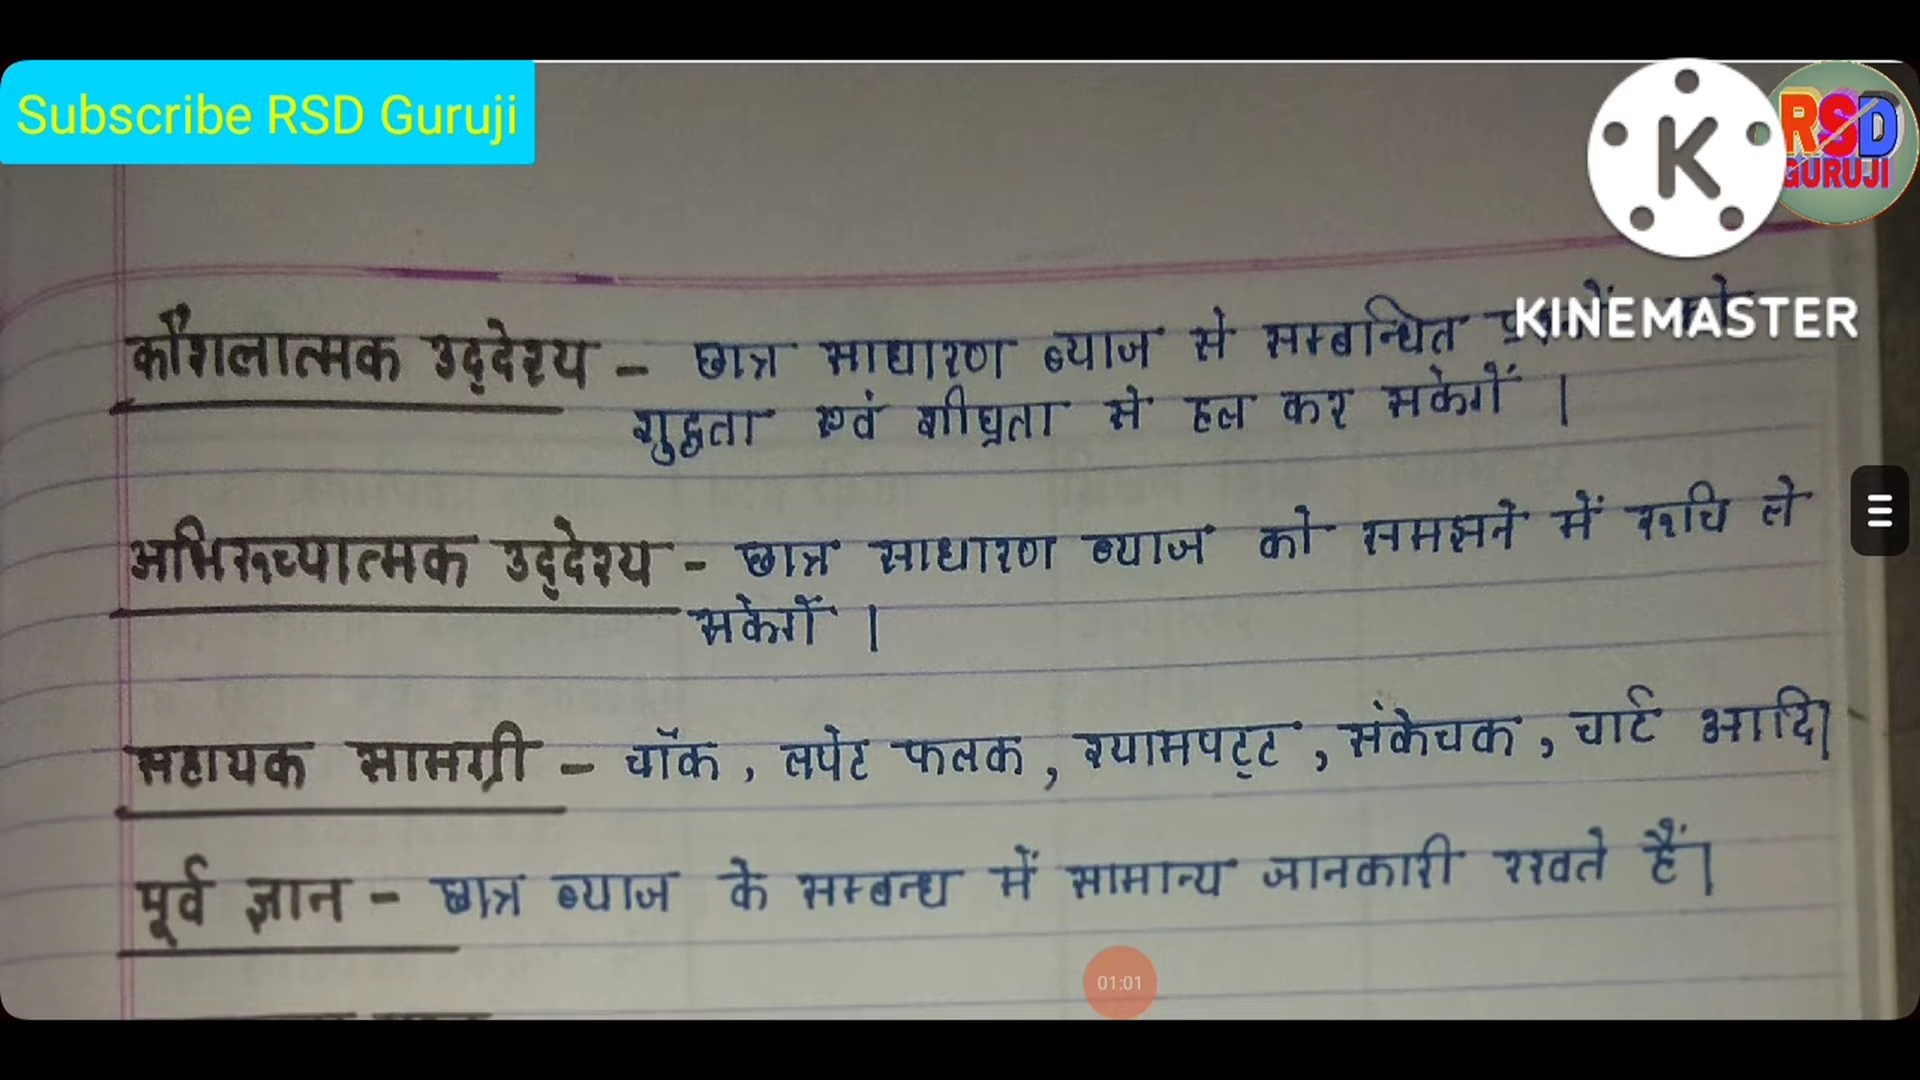 Subscribe RSD Guruji
K
RSD
GURUJI
KINEMASTER
कौशलात्मक उद्देश्य - छात्र साधारण ब्याज से सम्बन्धित
शुद्धता एवं शीघ्रता से हल कर सकेगें ।
अभिरूच्यात्मक उद्देश्य - छात्र साधारण ब्याज को समझने में रूचि ले
सकेगें ।
सहायक सामग्री - चॉक , लपेट फलक , श्यामपट्ट , संकेचक , चार्ट आदि।
पूर्व ज्ञान - छात्र ब्याज के सम्बन्ध में सामान्य जानकारी रखते हैं।
01:01